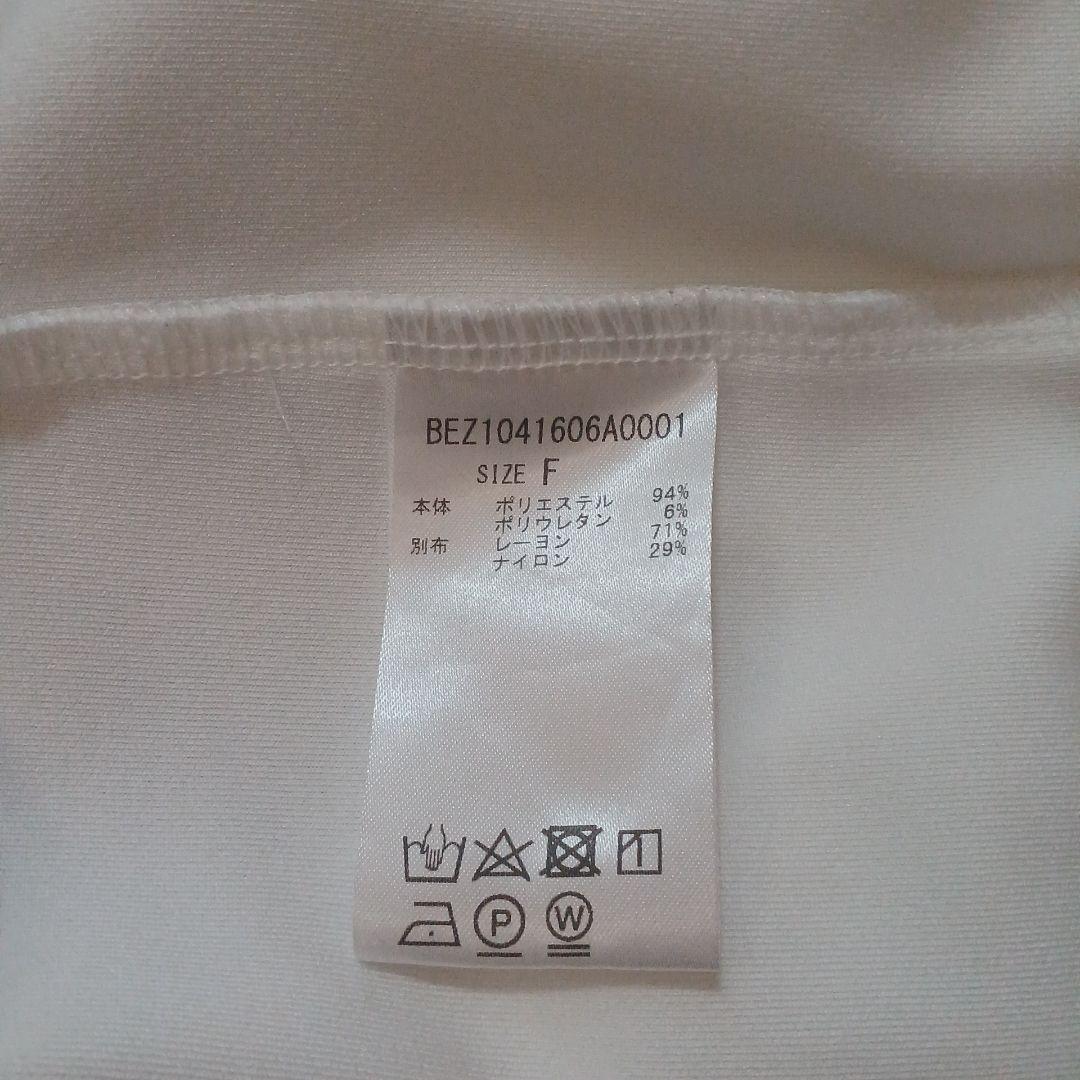 BEZ1041606A0001
SIZE F
本体 ポリエステル 94%
ポリウレタン 6%
別布 レーヨン 71%
ナイロン 29%
P W